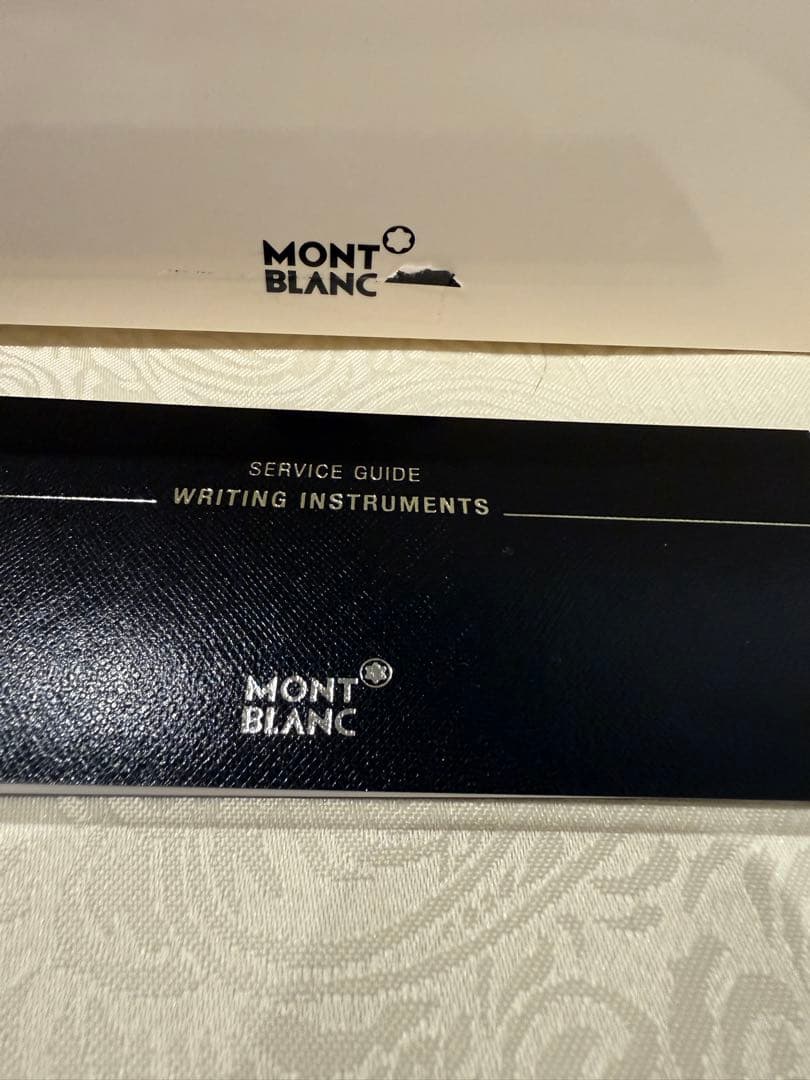 MONT
BLANC
SERVICE GUIDE
WRITING INSTRUMENTS
MONT
BLANC